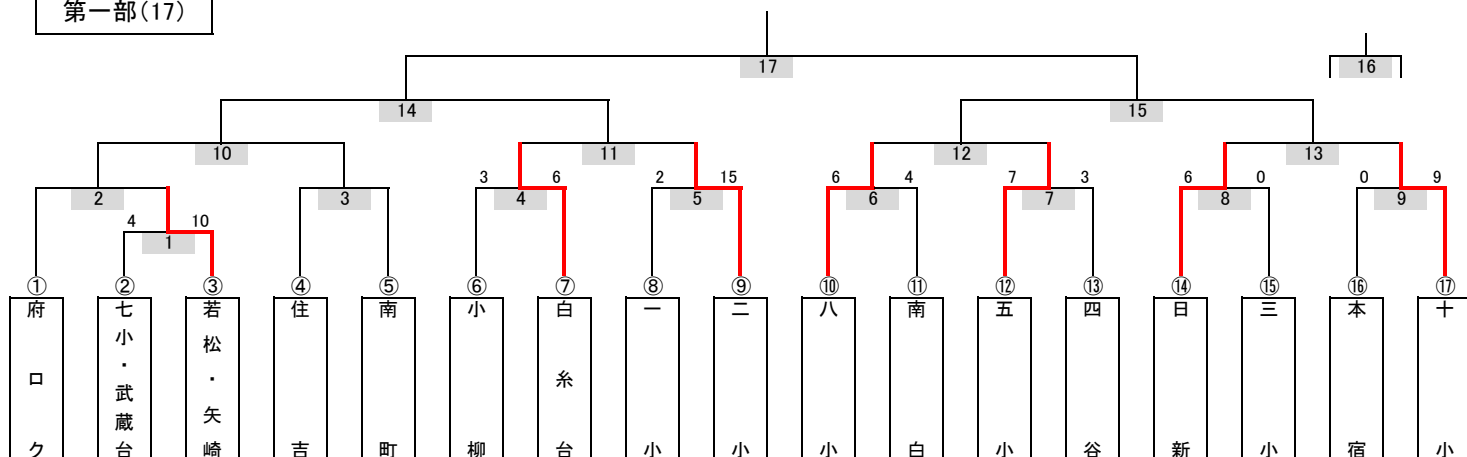 第一部(17)
17
16
14
15
10
11
12
13
3 6
2 15
6 4
7 3
6 0
0 9
2
3
4
5
6
7
8
9
4 10
1
① ② ③ ④ ⑤ ⑥ ⑦ ⑧ ⑨ ⑩ ⑪ ⑫ ⑬ ⑭ ⑮ ⑯ ⑰
府ロク
七小・武蔵台
若松・矢崎
住吉
南町
小柳
白糸台
一小
二小
八小
南白
五小
四谷
日新
三小
本宿
十小